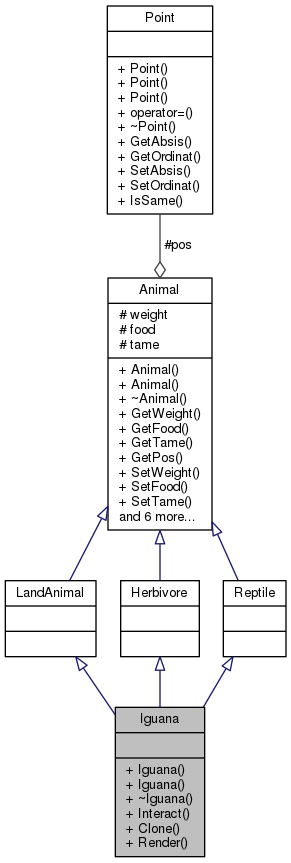 Point
+ Point()
+ Point()
+ Point()
+ operator=()
+ ~Point()
+ GetAbsis()
+ GetOrdinat()
+ SetAbsis()
+ SetOrdinat()
+ IsSame()
#pos
Animal
# weight
# food
# tame
+ Animal()
+ Animal()
+ ~Animal()
+ GetWeight()
+ GetFood()
+ GetTame()
+ GetPos()
+ SetWeight()
+ SetFood()
+ SetTame()
and 6 more...
LandAnimal
Herbivore
Reptile
Iguana
+ Iguana()
+ Iguana()
+ ~Iguana()
+ Interact()
+ Clone()
+ Render()